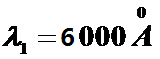 λ₁ = 6 000 Å